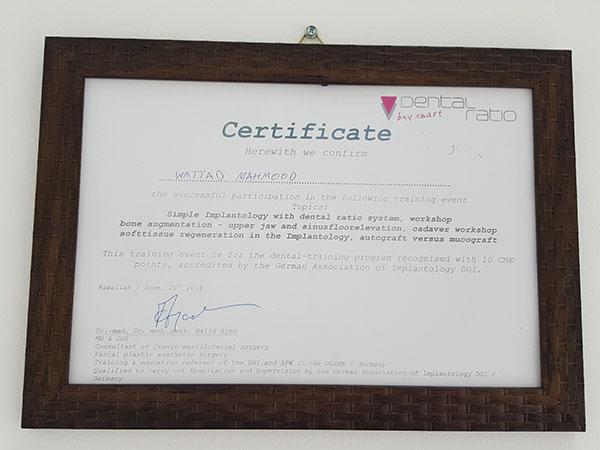 DENTAL
buy smart
ratio
Certificate
Herewith we confirm
WATTAD MAHMOOD
the successful participation in the following training event
Topics:
Simple Implantology with dental ratio system, workshop
bone augmentation - upper jaw and sinusfloorelevation, cadaver workshop
softtissue regeneration in the Implantology, autograft versus mucograft
This training event is for the dental-training program recognized with 10 CME
points, accredited by the German Association of Implantology DGI.
Ramallah / June, 20th 2014
Dr. med. Dr. med. dent. Walid Ayod
MD & DDS
Consultant of Cranio maxillofacial surgery
Facial plastic aesthetic surgery
Training & education referent of the DGI and APW in the DGZMK / Germany
Qualified to carry out Hospitation and Supervision by the German Association of Implantology DGI /
Germany